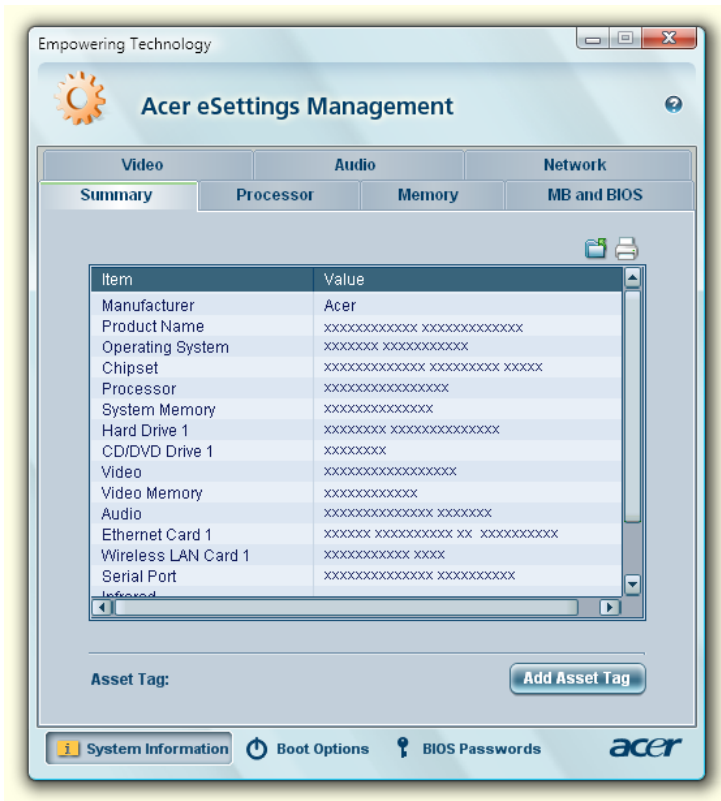 Empowering Technology
Acer eSettings Management
Video Audio Network
Summary Processor Memory MB and BIOS
Item Value
Manufacturer Acer
Product Name xxxxxxxxxxxx xxxxxxxxxxxxx
Operating System xxxxxxx xxxxxxxxxxx
Chipset xxxxxxxxxxxxx xxxxxxxxx xxxxx
Processor xxxxxxxxxxxxxxxx
System Memory xxxxxxxxxxxxxx
Hard Drive 1 xxxxxxxx xxxxxxxxxxxxxx
CD/DVD Drive 1 xxxxxxxx
Video xxxxxxxxxxxxxxxxx
Video Memory xxxxxxxxxxxx
Audio xxxxxxxxxxxxxx xxxxxxx
Ethernet Card 1 xxxxxx xxxxxxxxxx xx xxxxxxxxxx
Wireless LAN Card 1 xxxxxxxxxxx xxxx
Serial Port xxxxxxxxxxxxxx xxxxxxxxxx
Infrared
Asset Tag: Add Asset Tag
System Information Boot Options BIOS Passwords acer